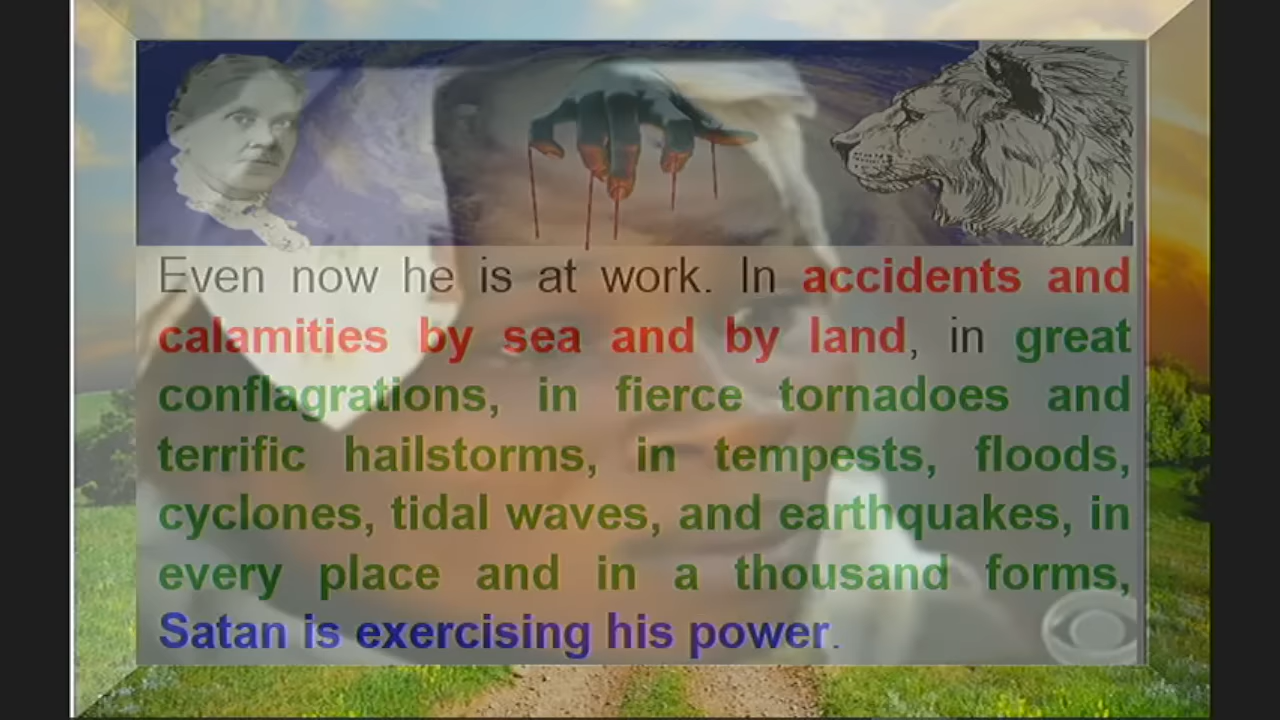 Even now he is at work. In accidents and
calamities by sea and by land, in great
conflagrations, in fierce tornadoes and
terrific hailstorms, in tempests, floods,
cyclones, tidal waves, and earthquakes, in
every place and in a thousand forms,
Satan is exercising his power.